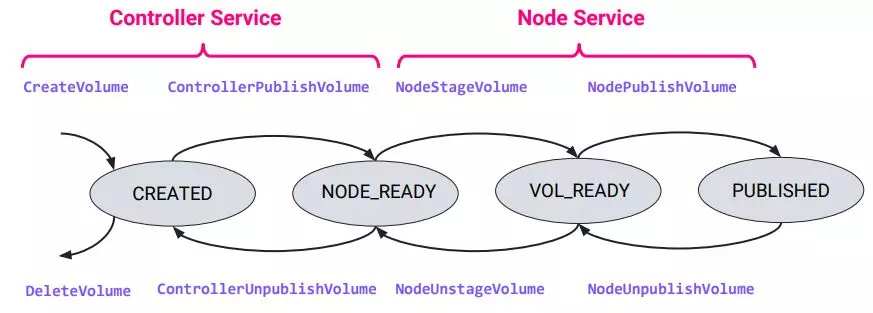 Controller Service
Node Service
CreateVolume
ControllerPublishVolume
NodeStageVolume
NodePublishVolume
CREATED
NODE_READY
VOL_READY
PUBLISHED
DeleteVolume
ControllerUnpublishVolume
NodeUnstageVolume
NodeUnpublishVolume